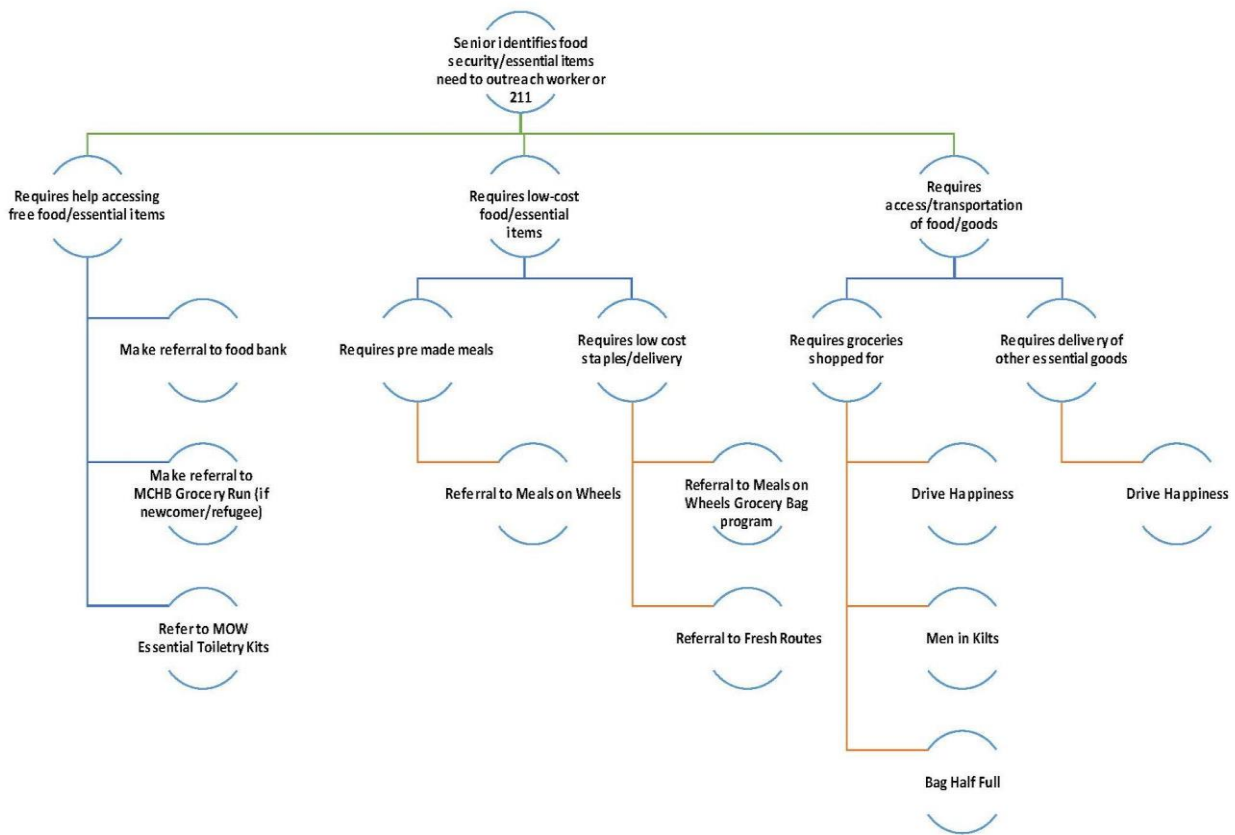 Senior identifies food
security/essential items
need to outreach worker or
211
Requires help accessing
free food/essential items
Requires low-cost
food/essential
items
Requires
access/transportation
of food/goods
Make referral to food bank
Requires pre made meals
Requires low cost
staples/delivery
Requires groceries
shopped for
Requires delivery of
other essential goods
Make referral to
MCHB Grocery Run (if
newcomer/refugee)
Referral to Meals on Wheels
Referral to Meals on
Wheels Grocery Bag
program
Drive Happiness
Drive Happiness
Refer to MOW
Essential Toiletry Kits
Referral to Fresh Routes
Men in Kilts
Bag Half Full